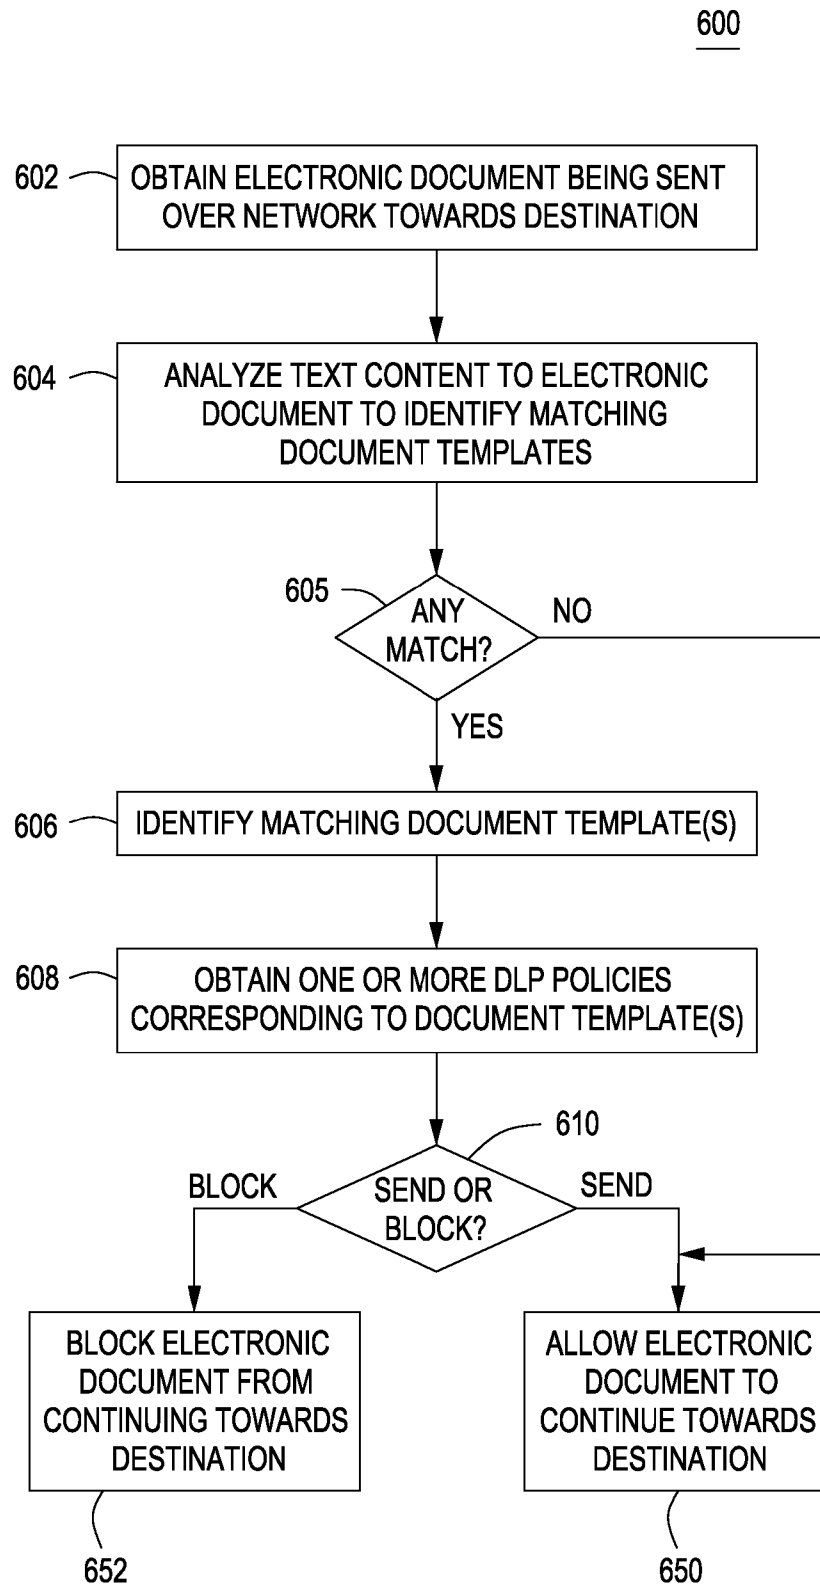 600
602
OBTAIN ELECTRONIC DOCUMENT BEING SENT
OVER NETWORK TOWARDS DESTINATION
604
ANALYZE TEXT CONTENT TO ELECTRONIC
DOCUMENT TO IDENTIFY MATCHING
DOCUMENT TEMPLATES
605
ANY
MATCH?
NO
YES
606
IDENTIFY MATCHING DOCUMENT TEMPLATE(S)
608
OBTAIN ONE OR MORE DLP POLICIES
CORRESPONDING TO DOCUMENT TEMPLATE(S)
610
BLOCK
SEND OR
BLOCK?
SEND
BLOCK ELECTRONIC
DOCUMENT FROM
CONTINUING TOWARDS
DESTINATION
652
ALLOW ELECTRONIC
DOCUMENT TO
CONTINUE TOWARDS
DESTINATION
650